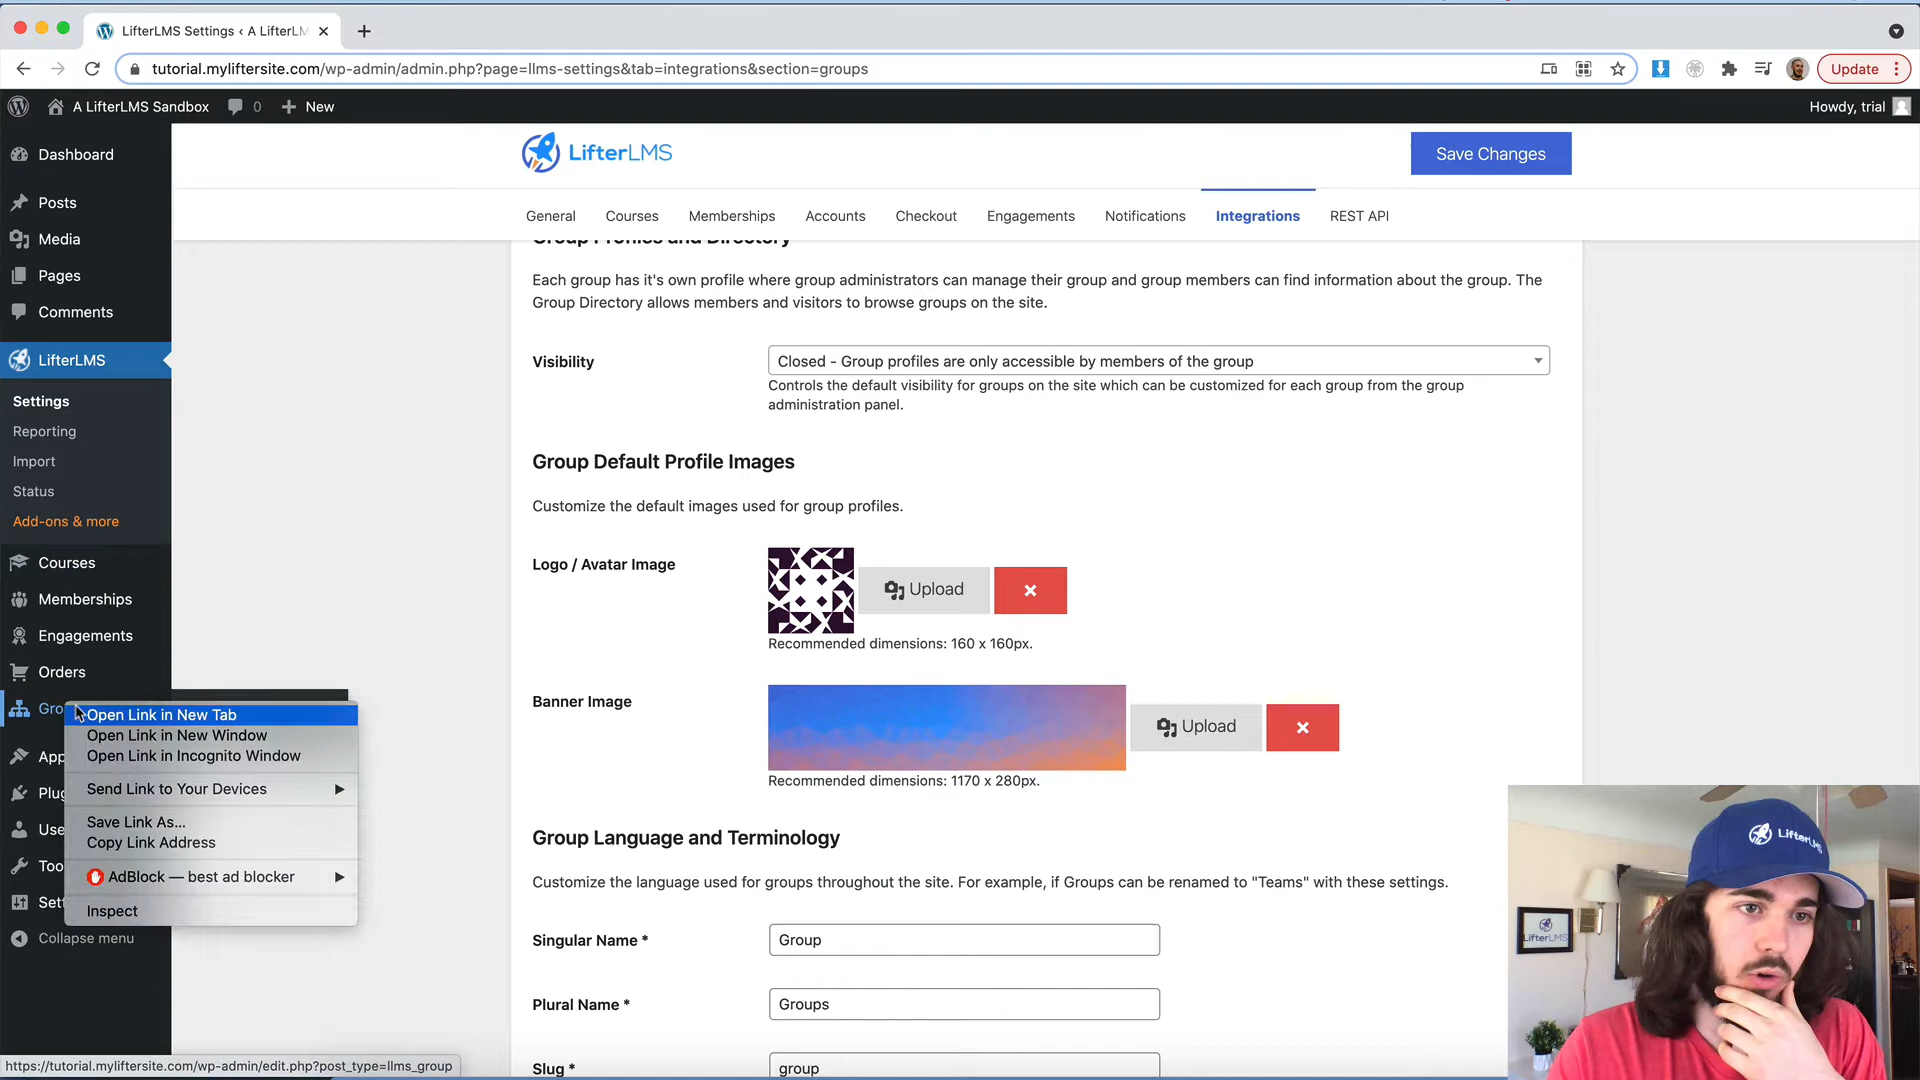 LifterLMS Settings ‹ A LifterLM
tutorial.myliftersite.com/wp-admin/admin.php?page=llms-settings&tab=integrations&section=groups
Update
A LifterLMS Sandbox
0
New
Howdy, trial
Dashboard
Posts
Media
Pages
Comments
LifterLMS
Settings
Reporting
Import
Status
Add-ons & more
Courses
Memberships
Engagements
Orders
Gro
App
Plug
Use
Too
Set
Collapse menu
Open Link in New Tab
Open Link in New Window
Open Link in Incognito Window
Send Link to Your Devices
Save Link As...
Copy Link Address
AdBlock — best ad blocker
Inspect
https://tutorial.myliftersite.com/wp-admin/edit.php?post_type=llms_group
LifterLMS
Save Changes
General
Courses
Memberships
Accounts
Checkout
Engagements
Notifications
Integrations
REST API
Group Profiles and Directory
Each group has it's own profile where group administrators can manage their group and group members can find information about the group. The
Group Directory allows members and visitors to browse groups on the site.
Visibility
Closed - Group profiles are only accessible by members of the group
Controls the default visibility for groups on the site which can be customized for each group from the group
administration panel.
Group Default Profile Images
Customize the default images used for group profiles.
Logo / Avatar Image
Upload
Recommended dimensions: 160 x 160px.
Banner Image
Upload
Recommended dimensions: 1170 x 280px.
Group Language and Terminology
Customize the language used for groups throughout the site. For example, if Groups can be renamed to "Teams" with these settings.
Singular Name *
Group
Plural Name *
Groups
Slug *
group
LifterLMS
LifterLMS